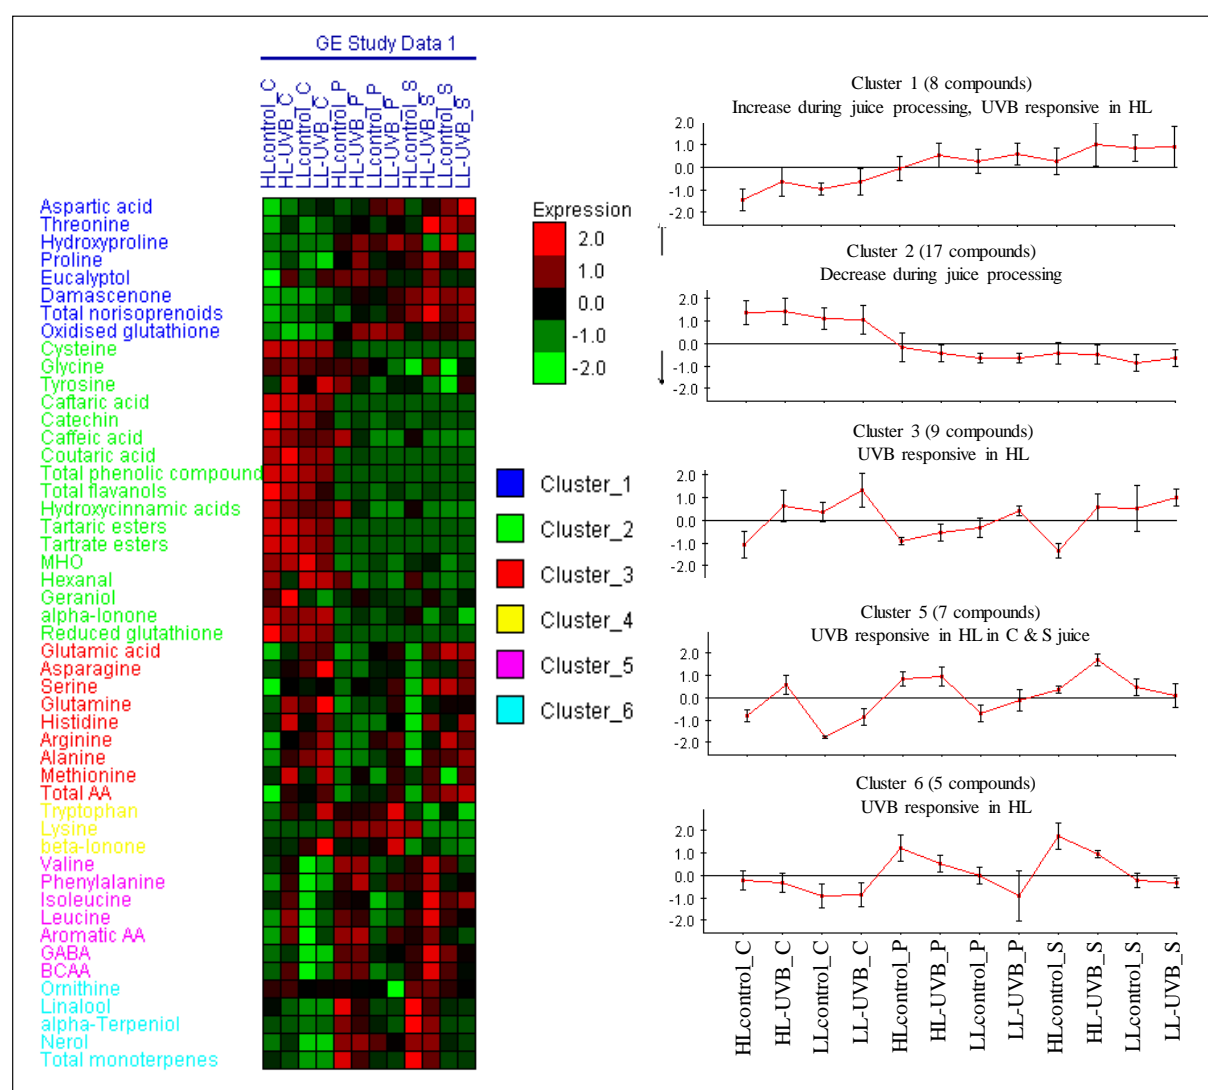 GE Study Data 1
HLcontrol_C
HL-UVB_C
LLcontrol_C
LL-UVB_C
HLcontrol_P
HL-UVB_P
LLcontrol_P
LL-UVB_P
HLcontrol_S
HL-UVB_S
LLcontrol_S
LL-UVB_S
Aspartic acid
Threonine
Hydroxyproline
Proline
Eucalyptol
Damascenone
Total norisoprenoids
Oxidised glutathione
Cysteine
Glycine
Tyrosine
Caftaric acid
Catechin
Caffeic acid
Coutaric acid
Total phenolic compound
Total flavanols
Hydroxycinnamic acids
Tartaric esters
Tartrate esters
MHO
Hexanal
Geraniol
alpha-Ionone
Reduced glutathione
Glutamic acid
Asparagine
Serine
Glutamine
Histidine
Arginine
Alanine
Methionine
Total AA
Tryptophan
Lysine
beta-Ionone
Valine
Phenylalanine
Isoleucine
Leucine
Aromatic AA
GABA
BCAA
Ornithine
Linalool
alpha-Terpeniol
Nerol
Total monoterpenes
Expression
2.0
1.0
0.0
-1.0
-2.0
Cluster_1
Cluster_2
Cluster_3
Cluster_4
Cluster_5
Cluster_6
Cluster 1 (8 compounds)
Increase during juice processing, UVB responsive in HL
2.0
1.0
0.0
-1.0
-2.0
Cluster 2 (17 compounds)
Decrease during juice processing
2.0
1.0
0.0
-1.0
-2.0
Cluster 3 (9 compounds)
UVB responsive in HL
2.0
1.0
0.0
-1.0
-2.0
Cluster 5 (7 compounds)
UVB responsive in HL in C & S juice
2.0
1.0
0.0
-1.0
-2.0
Cluster 6 (5 compounds)
UVB responsive in HL
2.0
1.0
0.0
-1.0
-2.0
HLcontrol_C
HL-UVB_C
LLcontrol_C
LL-UVB_C
HLcontrol_P
HL-UVB_P
LLcontrol_P
LL-UVB_P
HLcontrol_S
HL-UVB_S
LLcontrol_S
LL-UVB_S